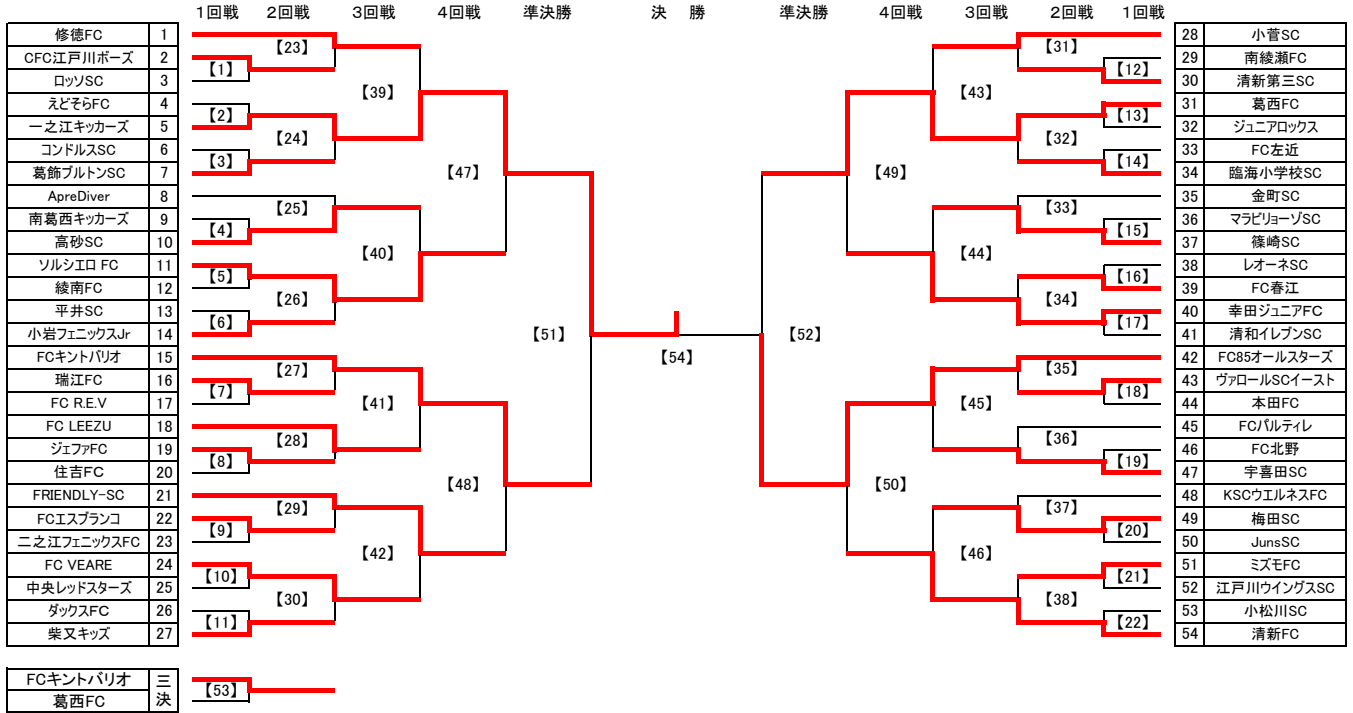 1回戦 2回戦 3回戦 4回戦 準決勝 決 勝 準決勝 4回戦 3回戦 2回戦 1回戦
修徳FC 1
CFC江戸川ボーズ 2
ロッソSC 3
えどそらFC 4
一之江キッカーズ 5
コンドルスSC 6
葛飾ブルトンSC 7
ApreDiver 8
南葛西キッカーズ 9
高砂SC 10
ソルシエロ FC 11
綾南FC 12
平井SC 13
小岩フェニックスJr 14
FCキントバリオ 15
瑞江FC 16
FC R.E.V 17
FC LEEZU 18
ジェファFC 19
住吉FC 20
FRIENDLY-SC 21
FCエスブランコ 22
二之江フェニックスFC 23
FC VEARE 24
中央レッドスターズ 25
ダックスFC 26
柴又キッズ 27
【1】
【2】
【3】
【4】
【5】
【6】
【7】
【8】
【9】
【10】
【11】
【23】
【24】
【25】
【26】
【27】
【28】
【29】
【30】
【39】
【40】
【41】
【42】
【47】
【48】
【51】
【54】
【52】
【49】
【50】
【43】
【44】
【45】
【46】
【31】
【32】
【33】
【34】
【35】
【36】
【37】
【38】
【12】
【13】
【14】
【15】
【16】
【17】
【18】
【19】
【20】
【21】
【22】
28 小菅SC
29 南綾瀬FC
30 清新第三SC
31 葛西FC
32 ジュニアロックス
33 FC左近
34 臨海小学校SC
35 金町SC
36 マラビリョーゾSC
37 篠崎SC
38 レオーネSC
39 FC春江
40 幸田ジュニアFC
41 清和イレブンSC
42 FC85オールスターズ
43 ヴァロールSCイースト
44 本田FC
45 FCパルティレ
46 FC北野
47 宇喜田SC
48 KSCウエルネスFC
49 梅田SC
50 JunsSC
51 ミズモFC
52 江戸川ウイングスSC
53 小松川SC
54 清新FC
FCキントバリオ 三決
葛西FC
【53】